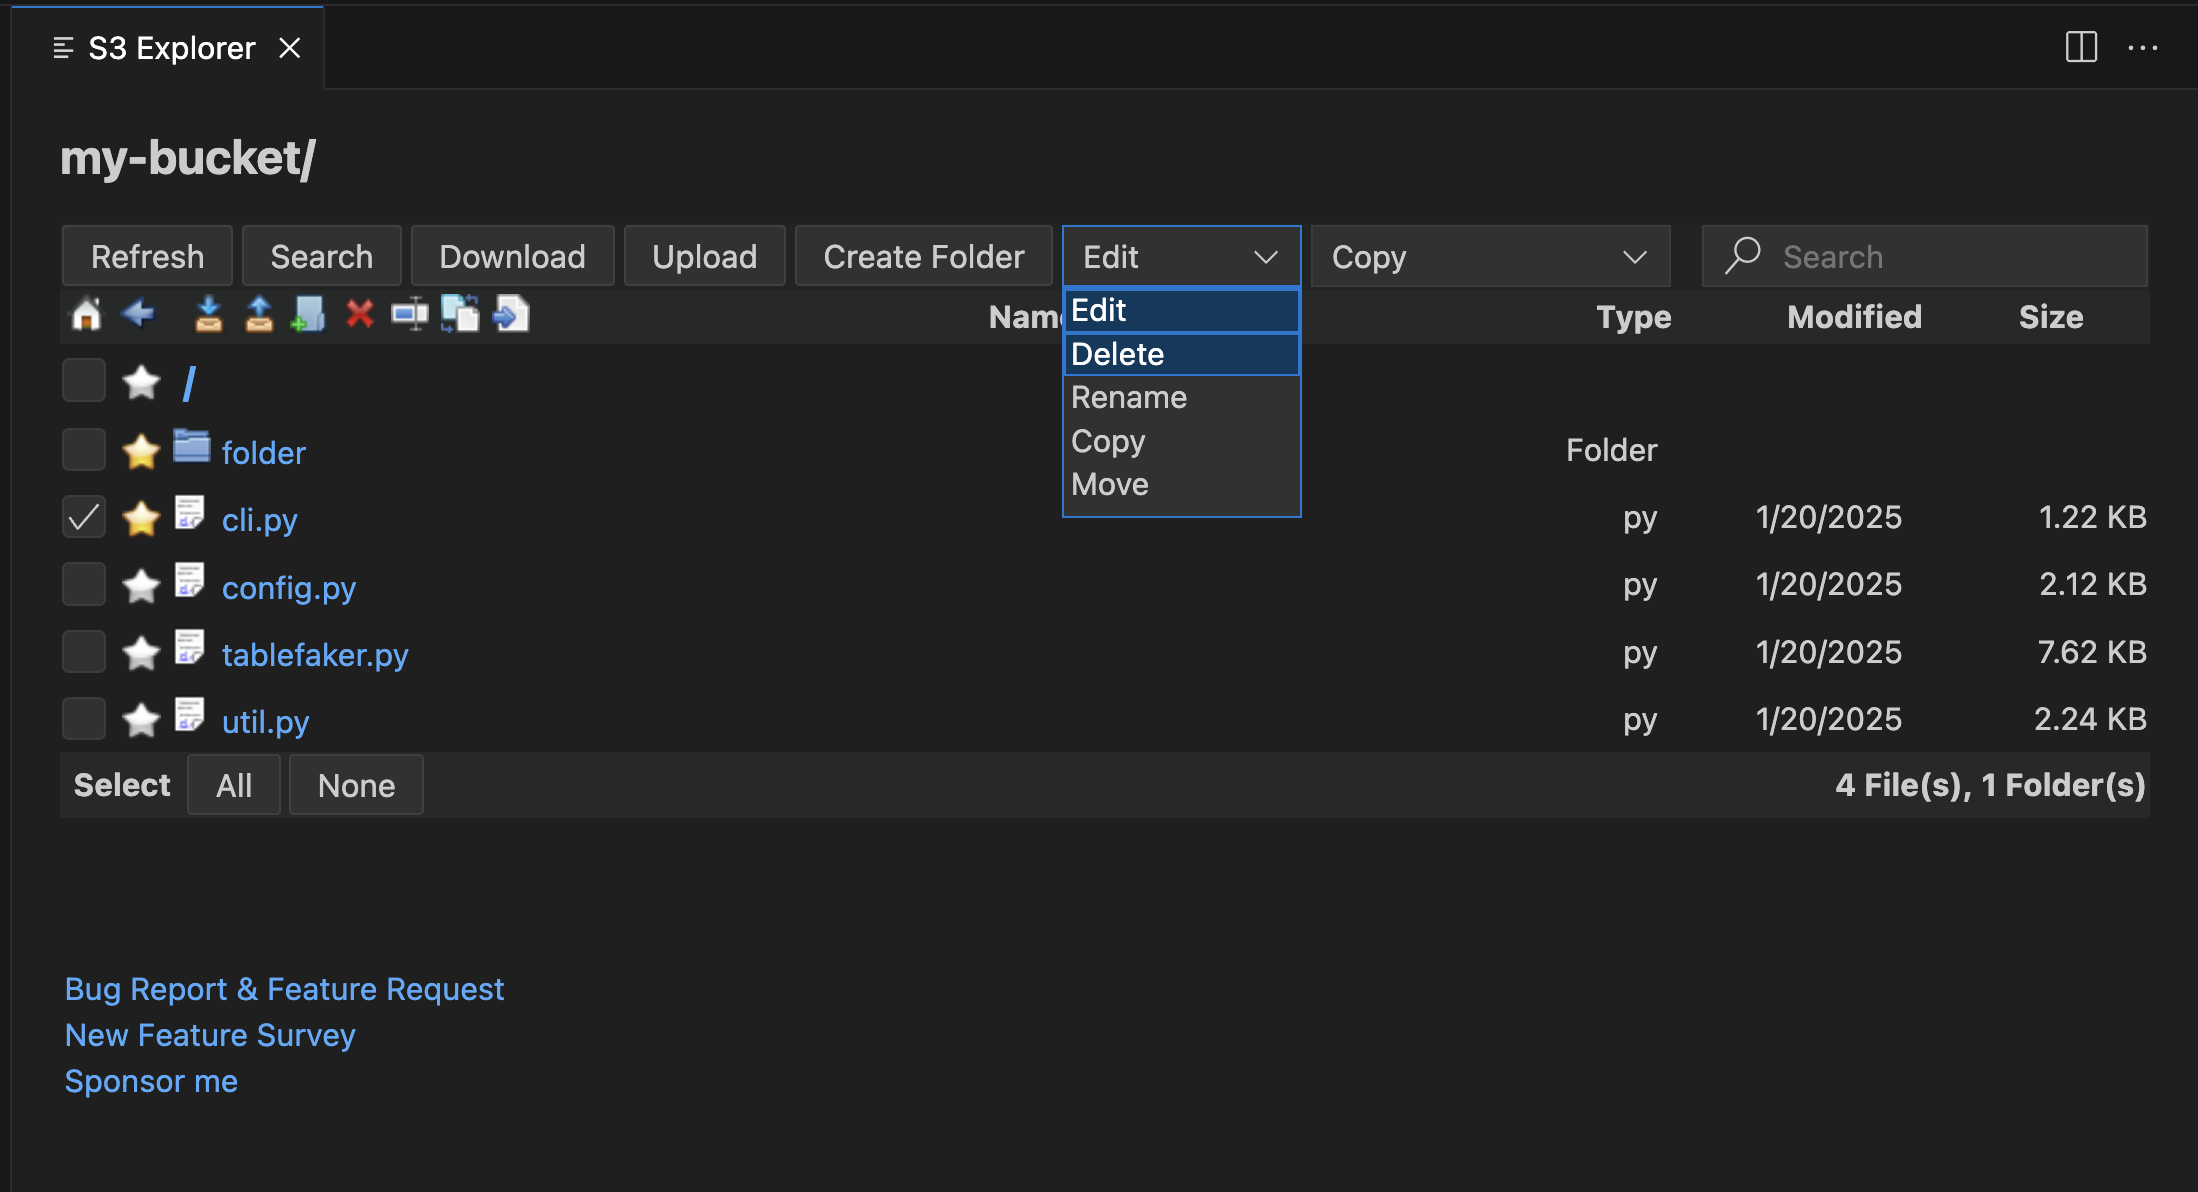 S3 Explorer
my-bucket/
Refresh Search Download Upload Create Folder Edit Copy Search
Type Modified Size
Edit
Delete
Rename
Copy
Move
/
folder Folder
cli.py py 1/20/2025 1.22 KB
config.py py 1/20/2025 2.12 KB
tablefaker.py py 1/20/2025 7.62 KB
util.py py 1/20/2025 2.24 KB
Select All None 4 File(s), 1 Folder(s)
Bug Report & Feature Request
New Feature Survey
Sponsor me